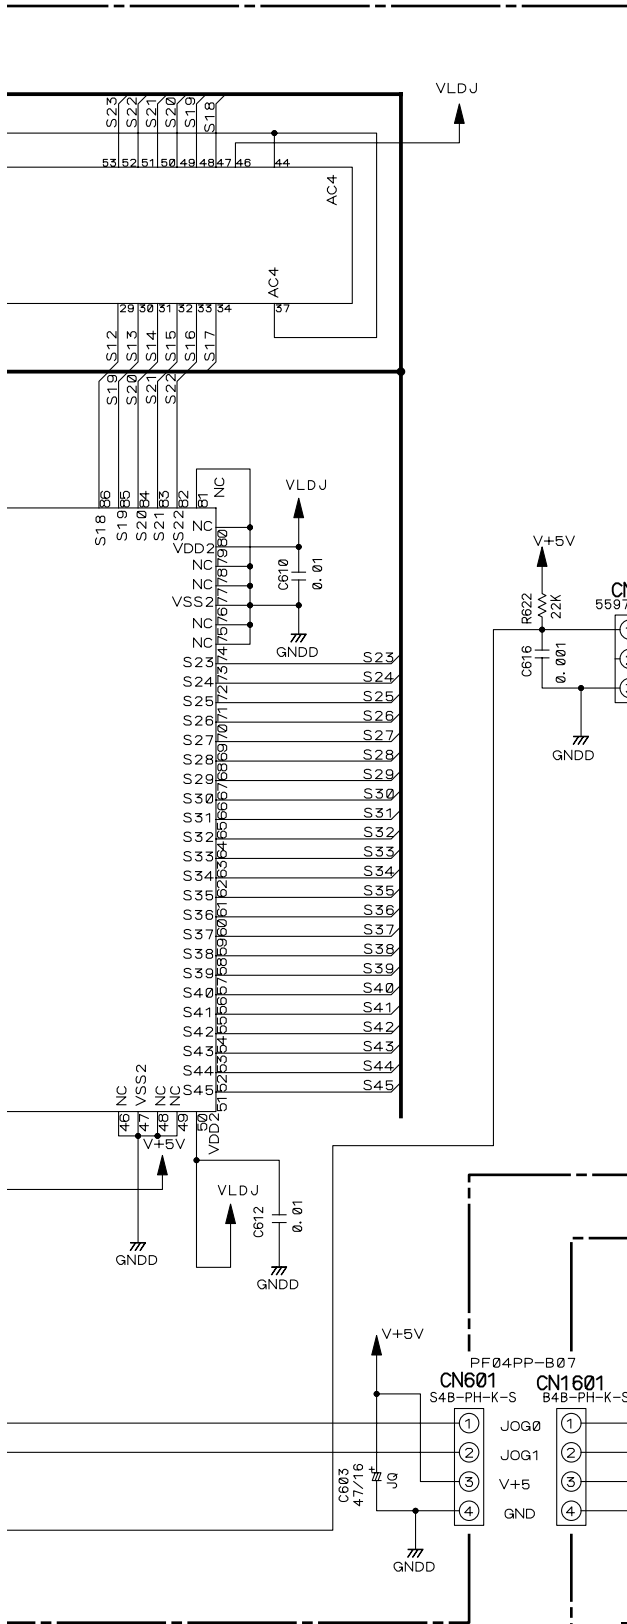 VLDJ
S23 S22 S21 S20 S19 S18
53 52 51 50 49 48 47 46 44
AC4
AC4
29 30 31 32 33 34 37
S12 S13 S14 S15 S16 S17
S19 S20 S21 S22
86 85 84 83 82 81
S18 S19 S20 S21 S22 NC
VLDJ
NC 80
VDD2 79
NC 78
NC 77
VSS2 76
NC 75
NC 74
C610 0.01
GNDD
V+5V
R622 22K
CN
5597
1
2
3
C616 0.001
GNDD
S23 73 S23
S24 72 S24
S25 71 S25
S26 70 S26
S27 69 S27
S28 68 S28
S29 67 S29
S30 66 S30
S31 65 S31
S32 64 S32
S33 63 S33
S34 62 S34
S35 61 S35
S36 60 S36
S37 59 S37
S38 58 S38
S39 57 S39
S40 56 S40
S41 55 S41
S42 54 S42
S43 53 S43
S44 52 S44
S45 51 S45
NC VSS2 NC NC VDD2
46 47 48 49 50
V+5V
VLDJ
C612 0.01
GNDD
GNDD
V+5V
PF04PP-B07
CN601 CN1601
S4B-PH-K-S B4B-PH-K-S
1 JOG0 1
2 JOG1 2
3 V+5 3
4 GND 4
C603 47/16 + JQ
GNDD